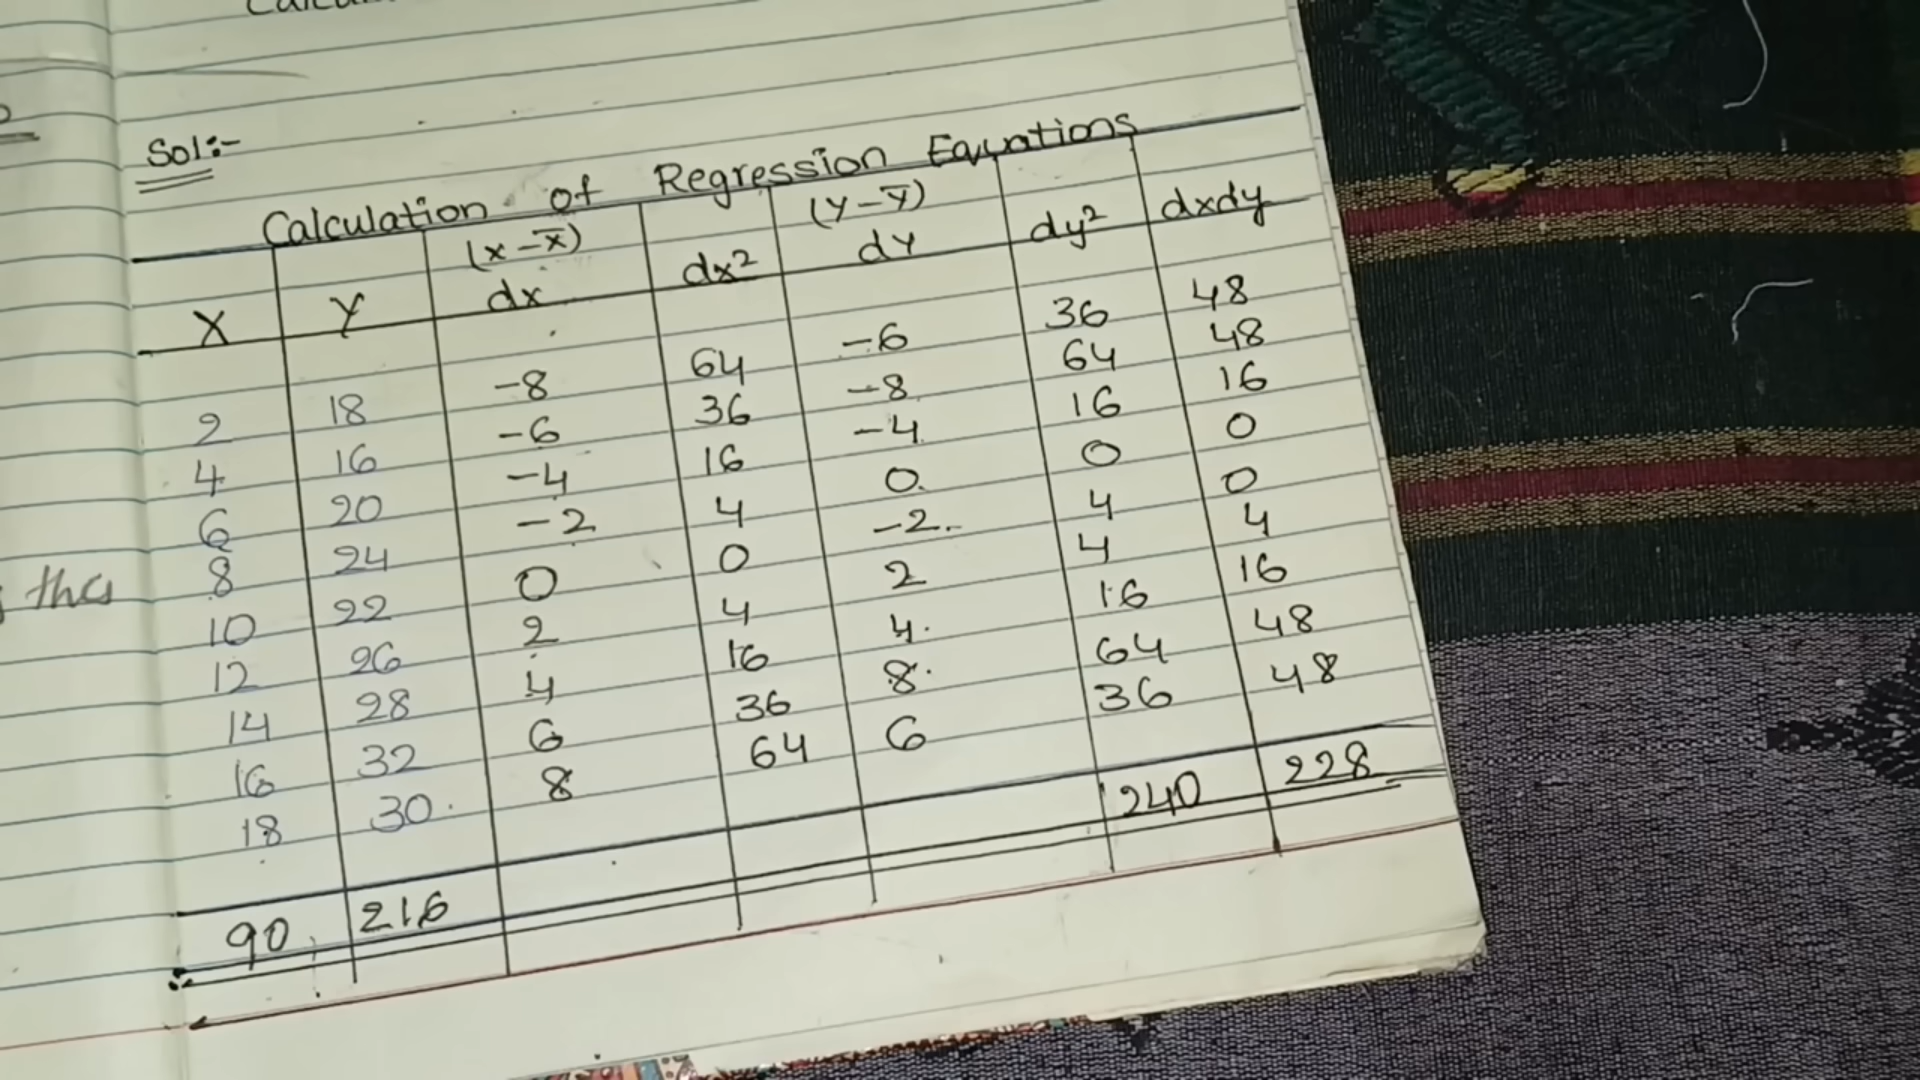 Sol:-
Calculation of Regression Equations
X Y (x-x̄) dx dx² (Y-Ȳ) dy dy² dxdy
2 18 -8 64 -6 36 48
4 16 -6 36 -8 64 48
6 20 -4 16 -4 16 16
8 24 -2 4 0 0 0
10 22 0 0 -2 4 0
12 26 2 4 2 4 4
14 28 4 16 4 16 16
16 32 6 36 8 64 48
18 30 8 64 6 36 48
90 216 240 228